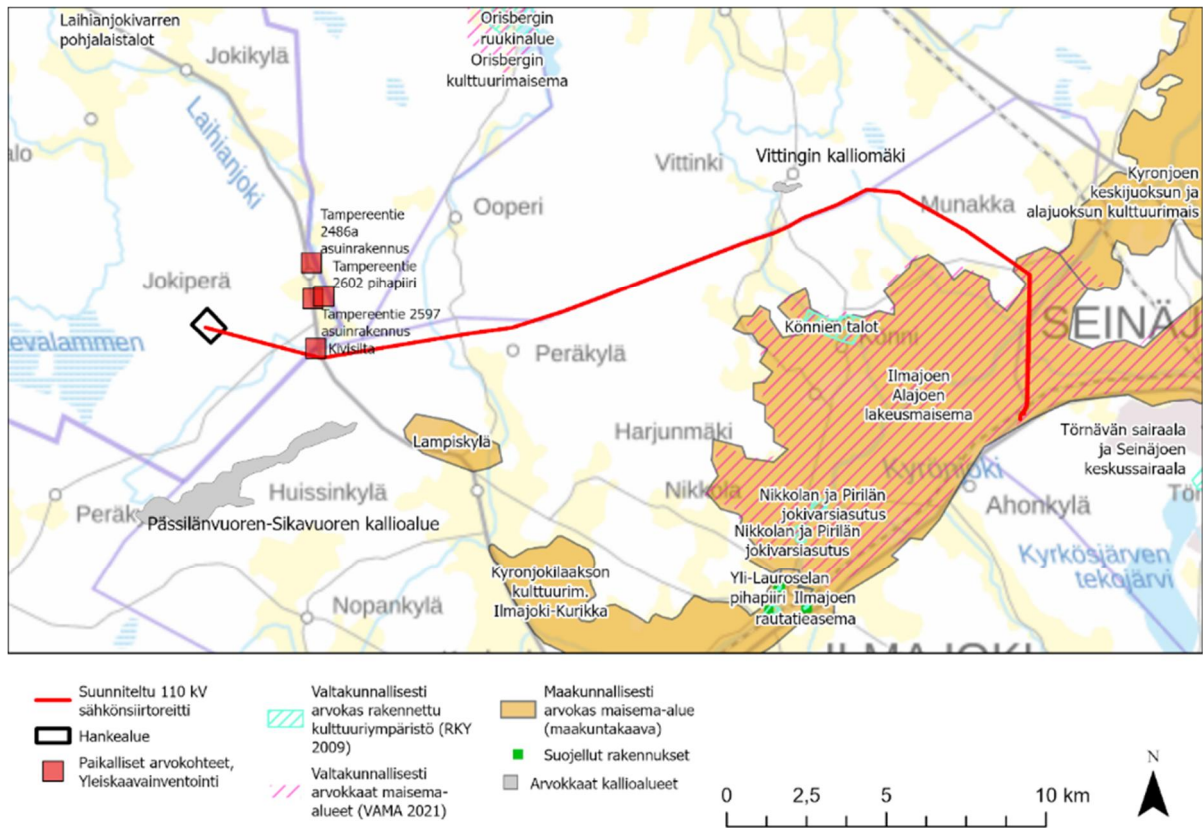 Laihianjokivarren
pohjalaistalot
Jokikylä
Laihianjoki
Orisbergin
ruukinalue
Orisbergin
kulttuurimaisema
Vittinki
Vittingin kalliomäki
Ooperi
Munakka
Kyronjoen
keskijuoksun ja
alajuoksun kulttuurimais
Tampereentie
2486a
asuinrakennus
Tampereentie
2602 pihapiiri
Tampereentie 2597
asuinrakennus
Kivisilta
Jokiperä
evalammen
Peräkylä
Könnien talot
Könni
SEINÄJ
Ilmajoen
Alajoen
lakeusmaisema
Lampiskylä
Harjunmäki
Törnävän sairaala
ja Seinäjoen
keskussairaala
Kyrönjoki
Nikkola
Ahonkylä
Huissinkylä
Peräk
Pässilänvuoren-Sikavuoren kallioalue
Nikkolan ja Pirilän
jokivarsiasutus
Nikkolan ja Pirilän
jokivarsiasutus
Kyrkösjärven
tekojärvi
Kyronjokilaakson
kulttuurim.
Ilmajoki-Kurikka
Yli-Lauroselan
pihapiiri Ilmajoen
rautatieasema
Nopankylä
ILMAJOKI
Suunniteltu 110 kV
sähkönsiirtoreitti
Hankealue
Paikalliset arvokohteet,
Yleiskaavainventointi
Valtakunnallisesti
arvokas rakennettu
kulttuuriympäristö (RKY
2009)
Valtakunnallisesti
arvokkaat maisema-
alueet (VAMA 2021)
Maakunnallisesti
arvokas maisema-alue
(maakuntakaava)
Suojellut rakennukset
Arvokkaat kallioalueet
0 2,5 5 10 km
N